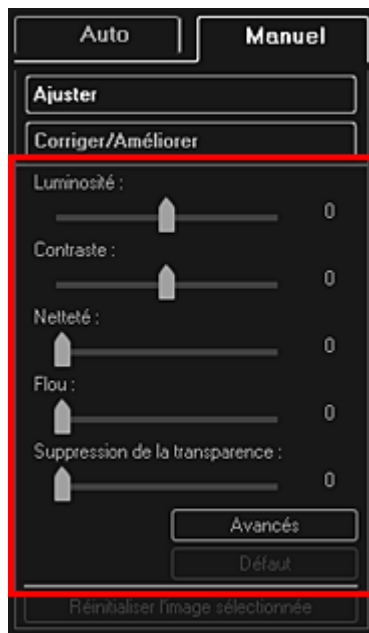 Auto Manuel
Ajuster
Corriger/Améliorer
Luminosité :
0
Contraste :
0
Netteté :
0
Flou :
0
Suppression de la transparence :
0
Avancés
Défaut
Réinitialiser l'image sélectionnée